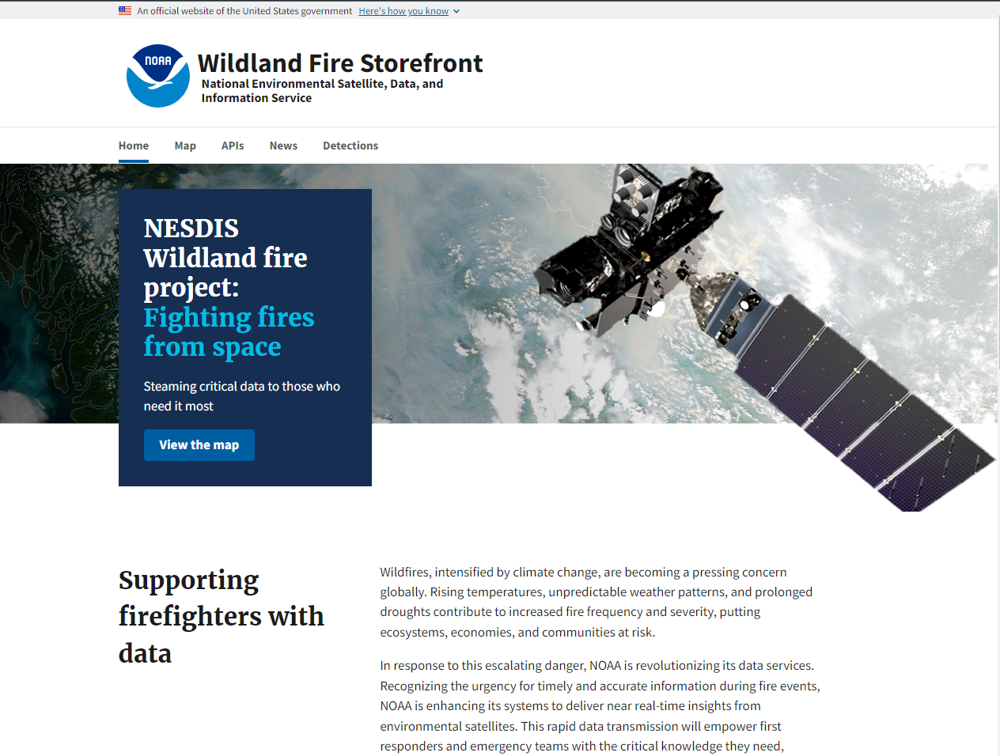 An official website of the United States government Here's how you know
NOAA
Wildland Fire Storefront
National Environmental Satellite, Data, and
Information Service
Home Map APIs News Detections
NESDIS
Wildland fire
project:
Fighting fires
from space
Steaming critical data to those who
need it most
View the map
Supporting
firefighters with
data
Wildfires, intensified by climate change, are becoming a pressing concern
globally. Rising temperatures, unpredictable weather patterns, and prolonged
droughts contribute to increased fire frequency and severity, putting
ecosystems, economies, and communities at risk.
In response to this escalating danger, NOAA is revolutionizing its data services.
Recognizing the urgency for timely and accurate information during fire events,
NOAA is enhancing its systems to deliver near real-time insights from
environmental satellites. This rapid data transmission will empower first
responders and emergency teams with the critical knowledge they need,